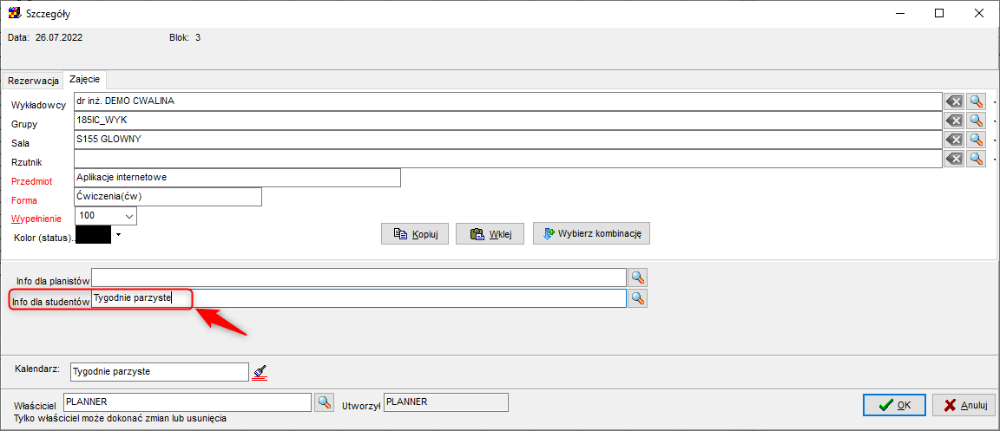 Szczegóły
Data: 26.07.2022 Blok: 3
Rezerwacja Zajęcie
Wykładowcy dr inż. DEMO CWALINA
Grupy 185IC_WYK
Sala S155 GLOWNY
Rzutnik
Przedmiot Aplikacje internetowe
Forma Ćwiczenia(ćw)
Wypełnienie 100
Kolor (status).. Kopiuj Wklej Wybierz kombinację
Info dla planistów
Info dla studentów Tygodnie parzyste
Kalendarz: Tygodnie parzyste
Właściciel PLANNER Utworzył PLANNER OK Anuluj
Tylko właściciel może dokonać zmian lub usunięcia